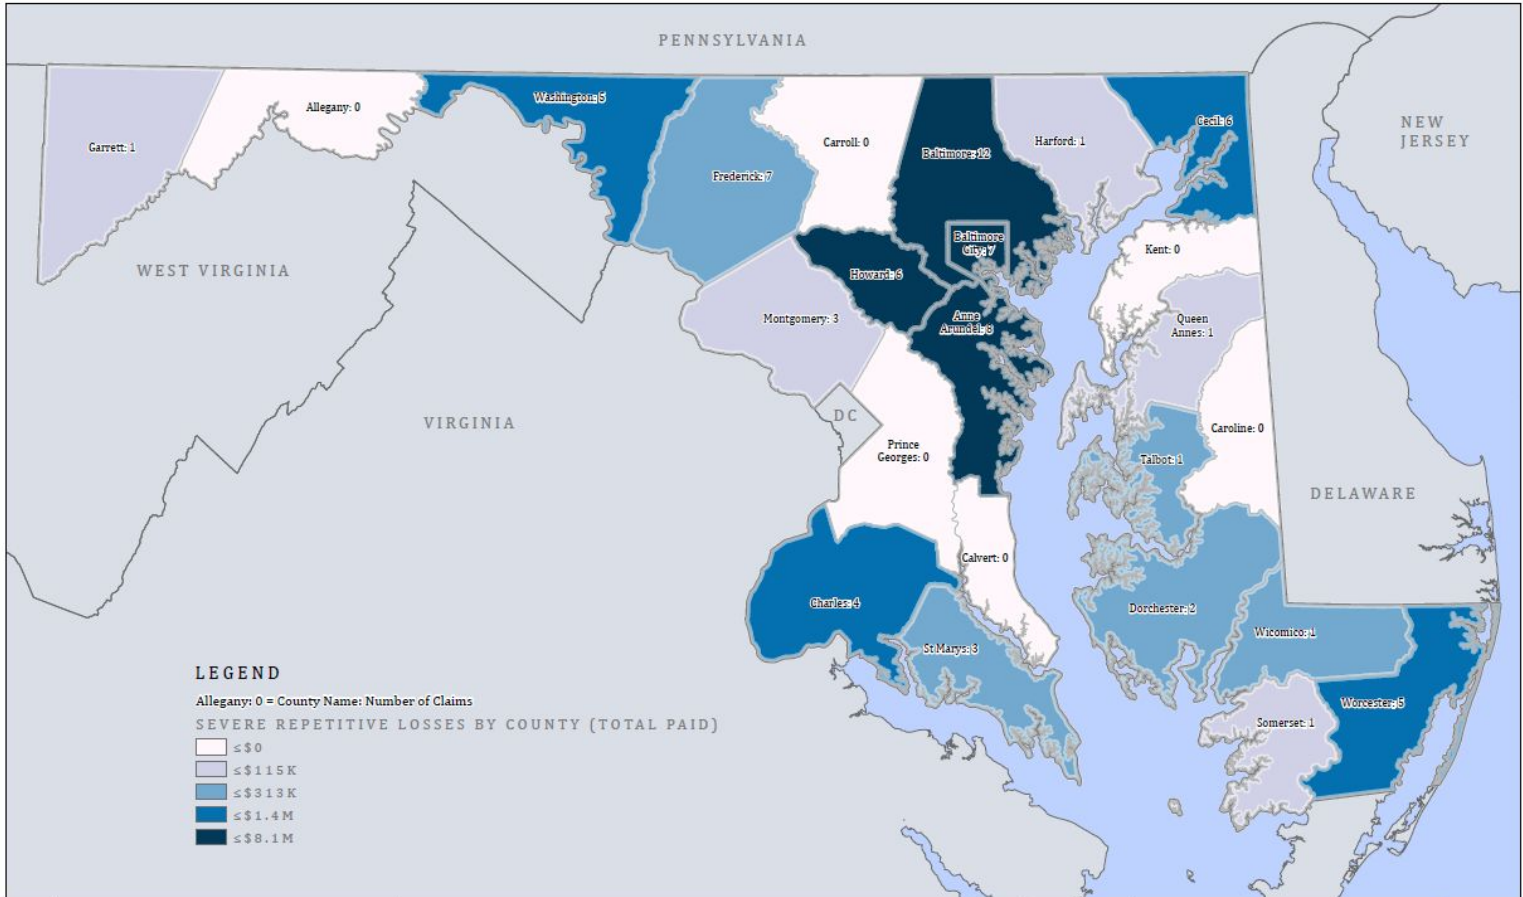 PENNSYLVANIA
NEW
JERSEY
Garrett: 1
Allegany: 0
Washington: 5
Frederick: 7
Carroll: 0
Baltimore: 12
Harford: 1
Cecil: 6
Baltimore
City: 7
Howard: 6
Kent: 0
WEST VIRGINIA
Montgomery: 3
Anne
Arundel: 8
Queen
Annes: 1
VIRGINIA
DC
Prince
Georges: 0
Talbot: 1
Caroline: 0
DELAWARE
Calvert: 0
Charles: 4
St Marys: 3
Dorchester: 2
Wicomico: 1
Worcester: 5
Somerset: 1
LEGEND
Allegany: 0 = County Name: Number of Claims
SEVERE REPETITIVE LOSSES BY COUNTY (TOTAL PAID)
≤$0
≤$115K
≤$313K
≤$1.4M
≤$8.1M